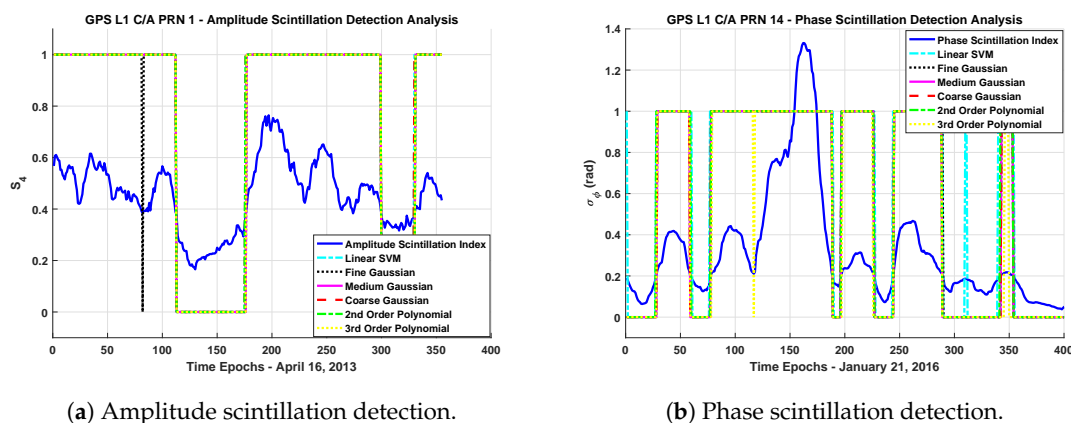 GPS L1 C/A PRN 1 - Amplitude Scintillation Detection Analysis
1
0.8
0.6
0.4
0.2
0
S4
0
50
100
150
200
250
300
350
400
Time Epochs - April 16, 2013
Amplitude Scintillation Index
Linear SVM
Fine Gaussian
Medium Gaussian
Coarse Gaussian
2nd Order Polynomial
3rd Order Polynomial
(a) Amplitude scintillation detection.
GPS L1 C/A PRN 14 - Phase Scintillation Detection Analysis
1.4
1.2
1
0.8
0.6
0.4
0.2
0
σϕ (rad)
0
50
100
150
200
250
300
350
400
Time Epochs - January 21, 2016
Phase Scintillation Index
Linear SVM
Fine Gaussian
Medium Gaussian
Coarse Gaussian
2nd Order Polynomial
3rd Order Polynomial
(b) Phase scintillation detection.